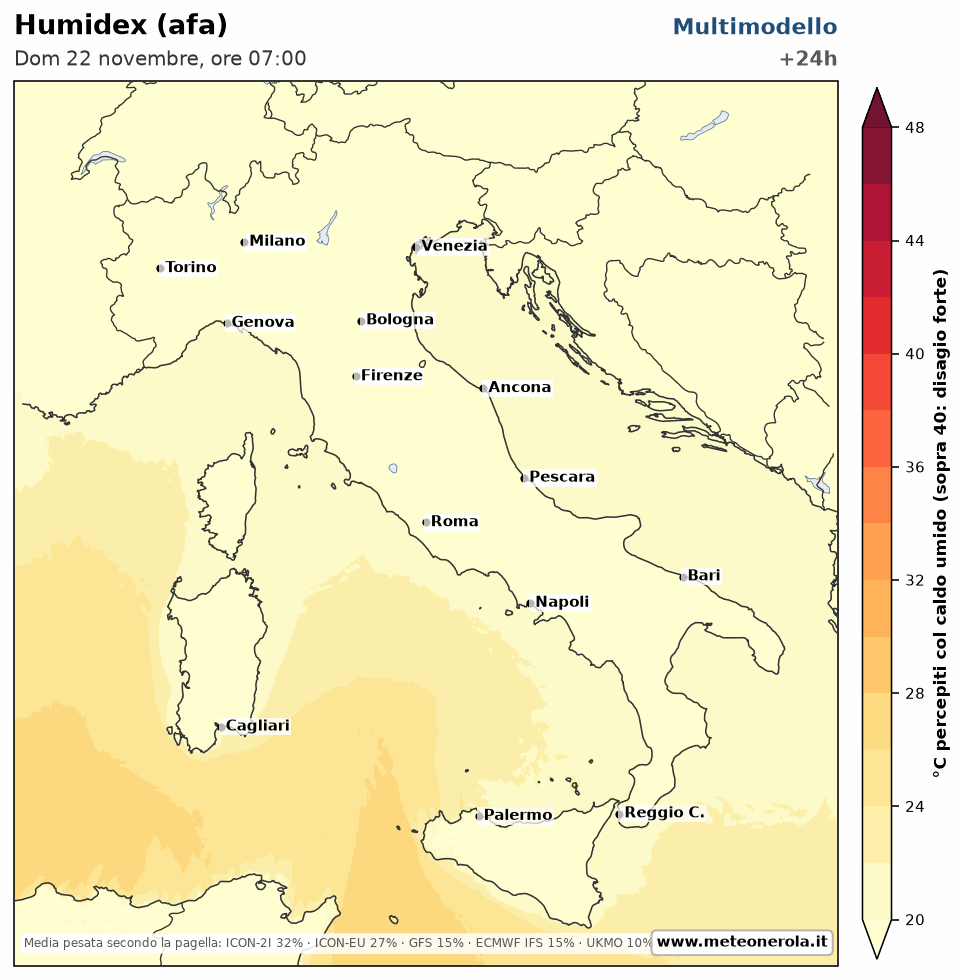 Humidex (afa)
Multimodello
Dom 22 novembre, ore 07:00
+24h
Milano
Venezia
Torino
Genova
Bologna
Firenze
Ancona
Pescara
Roma
Bari
Napoli
Cagliari
Palermo
Reggio C.
48
44
40
36
32
28
24
20
°C percepiti col caldo umido (sopra 40: disagio forte)
Media pesata secondo la pagella: ICON-2I 32% · ICON-EU 27% · GFS 15% · ECMWF IFS 15% · UKMO 10%
www.meteonerola.it